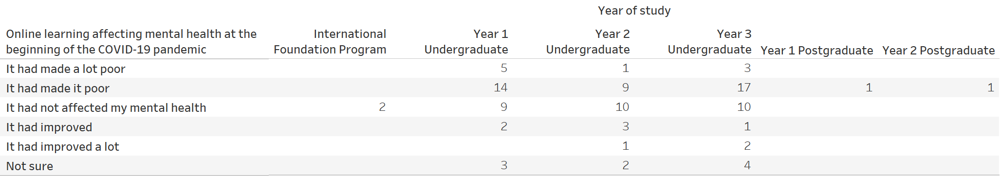 Year of study
Online learning affecting mental health at the
beginning of the COVID-19 pandemic
International
Foundation Program
Year 1
Undergraduate
Year 2
Undergraduate
Year 3
Undergraduate
Year 1 Postgraduate
Year 2 Postgraduate
It had made a lot poor 5 1 3
It had made it poor 14 9 17 1 1
It had not affected my mental health 2 9 10 10
It had improved 2 3 1
It had improved a lot 1 2
Not sure 3 2 4